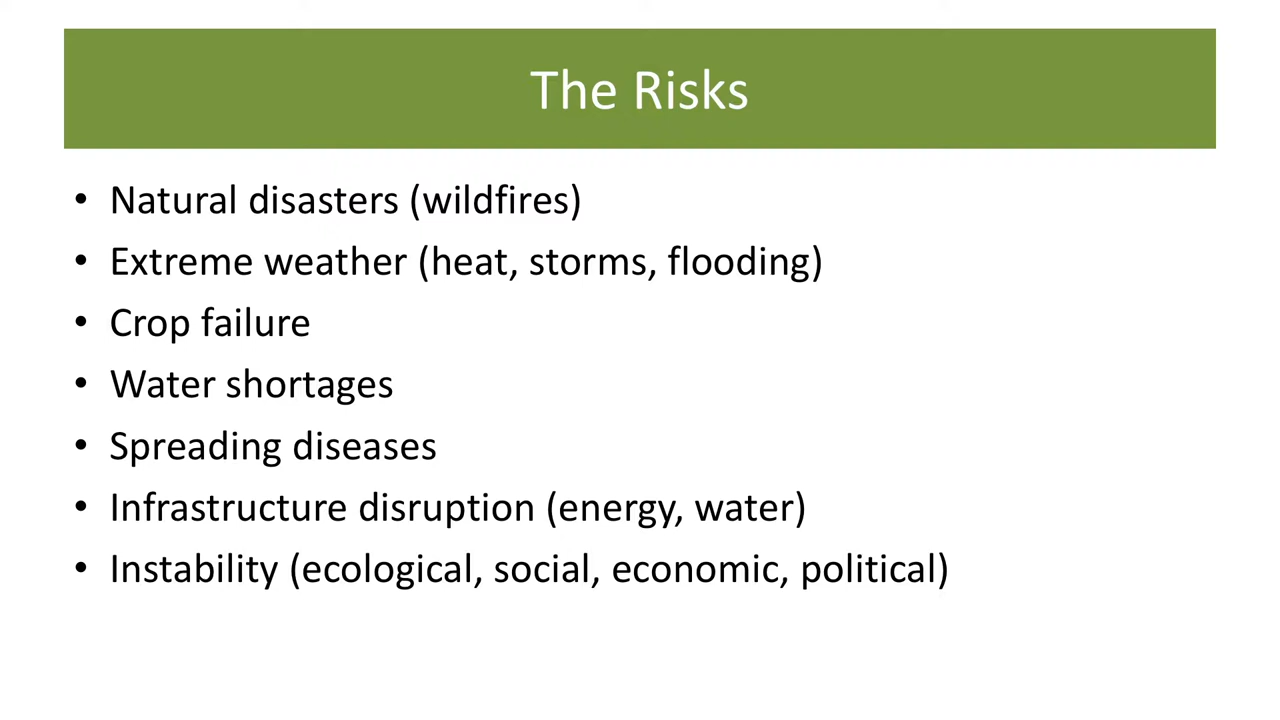 The Risks
• Natural disasters (wildfires)
• Extreme weather (heat, storms, flooding)
• Crop failure
• Water shortages
• Spreading diseases
• Infrastructure disruption (energy, water)
• Instability (ecological, social, economic, political)